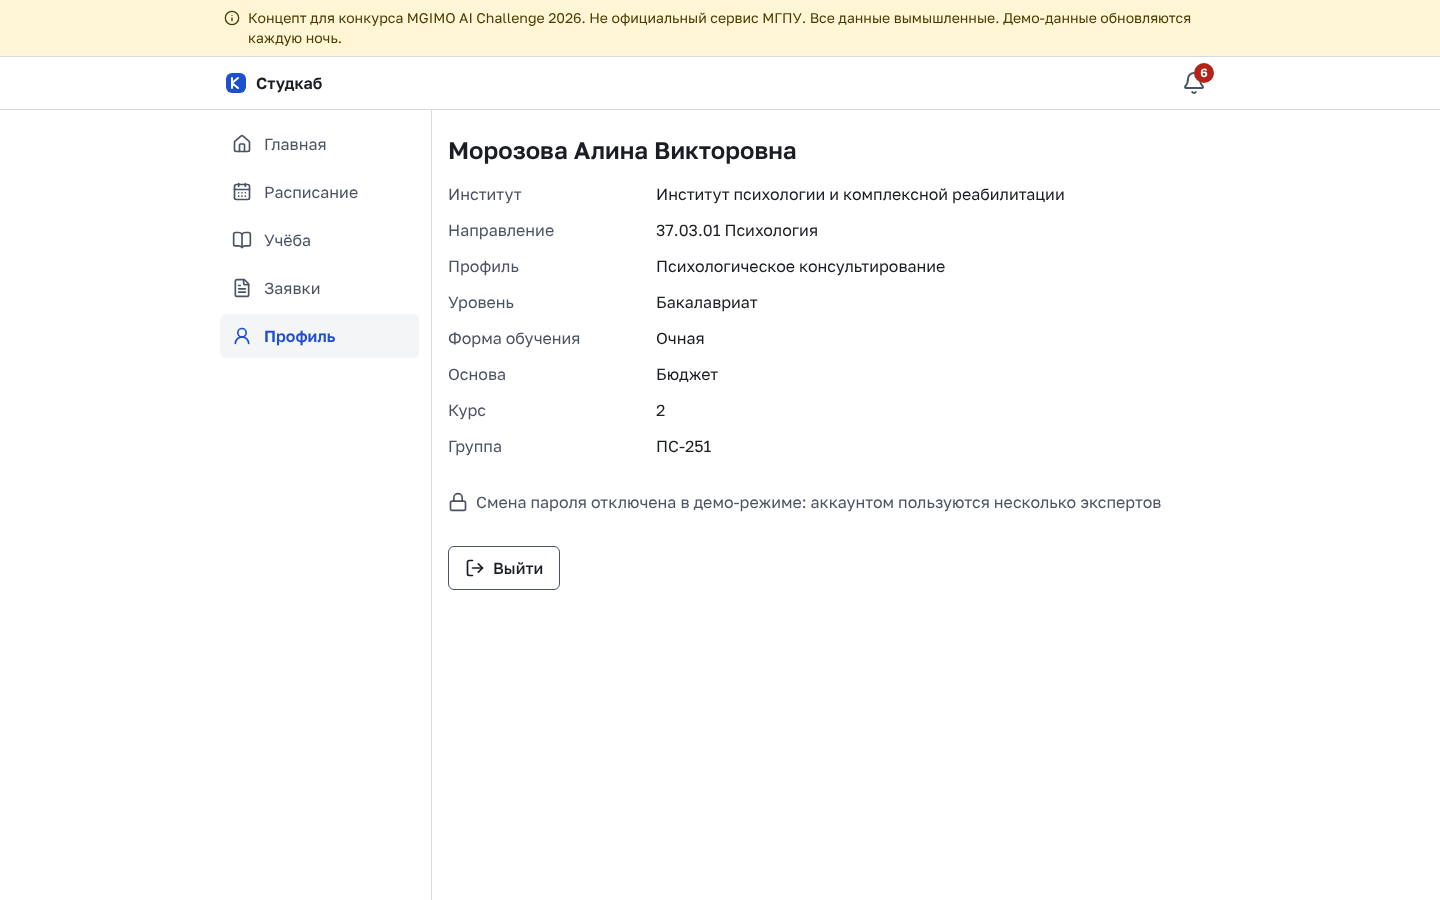 Концепт для конкурса MGIMO AI Challenge 2026. Не официальный сервис МГПУ. Все данные вымышленные. Демо-данные обновляются
каждую ночь.
Студкаб
6
Главная
Расписание
Учёба
Заявки
Профиль
Морозова Алина Викторовна
Институт Институт психологии и комплексной реабилитации
Направление 37.03.01 Психология
Профиль Психологическое консультирование
Уровень Бакалавриат
Форма обучения Очная
Основа Бюджет
Курс 2
Группа ПС-251
Смена пароля отключена в демо-режиме: аккаунтом пользуются несколько экспертов
Выйти